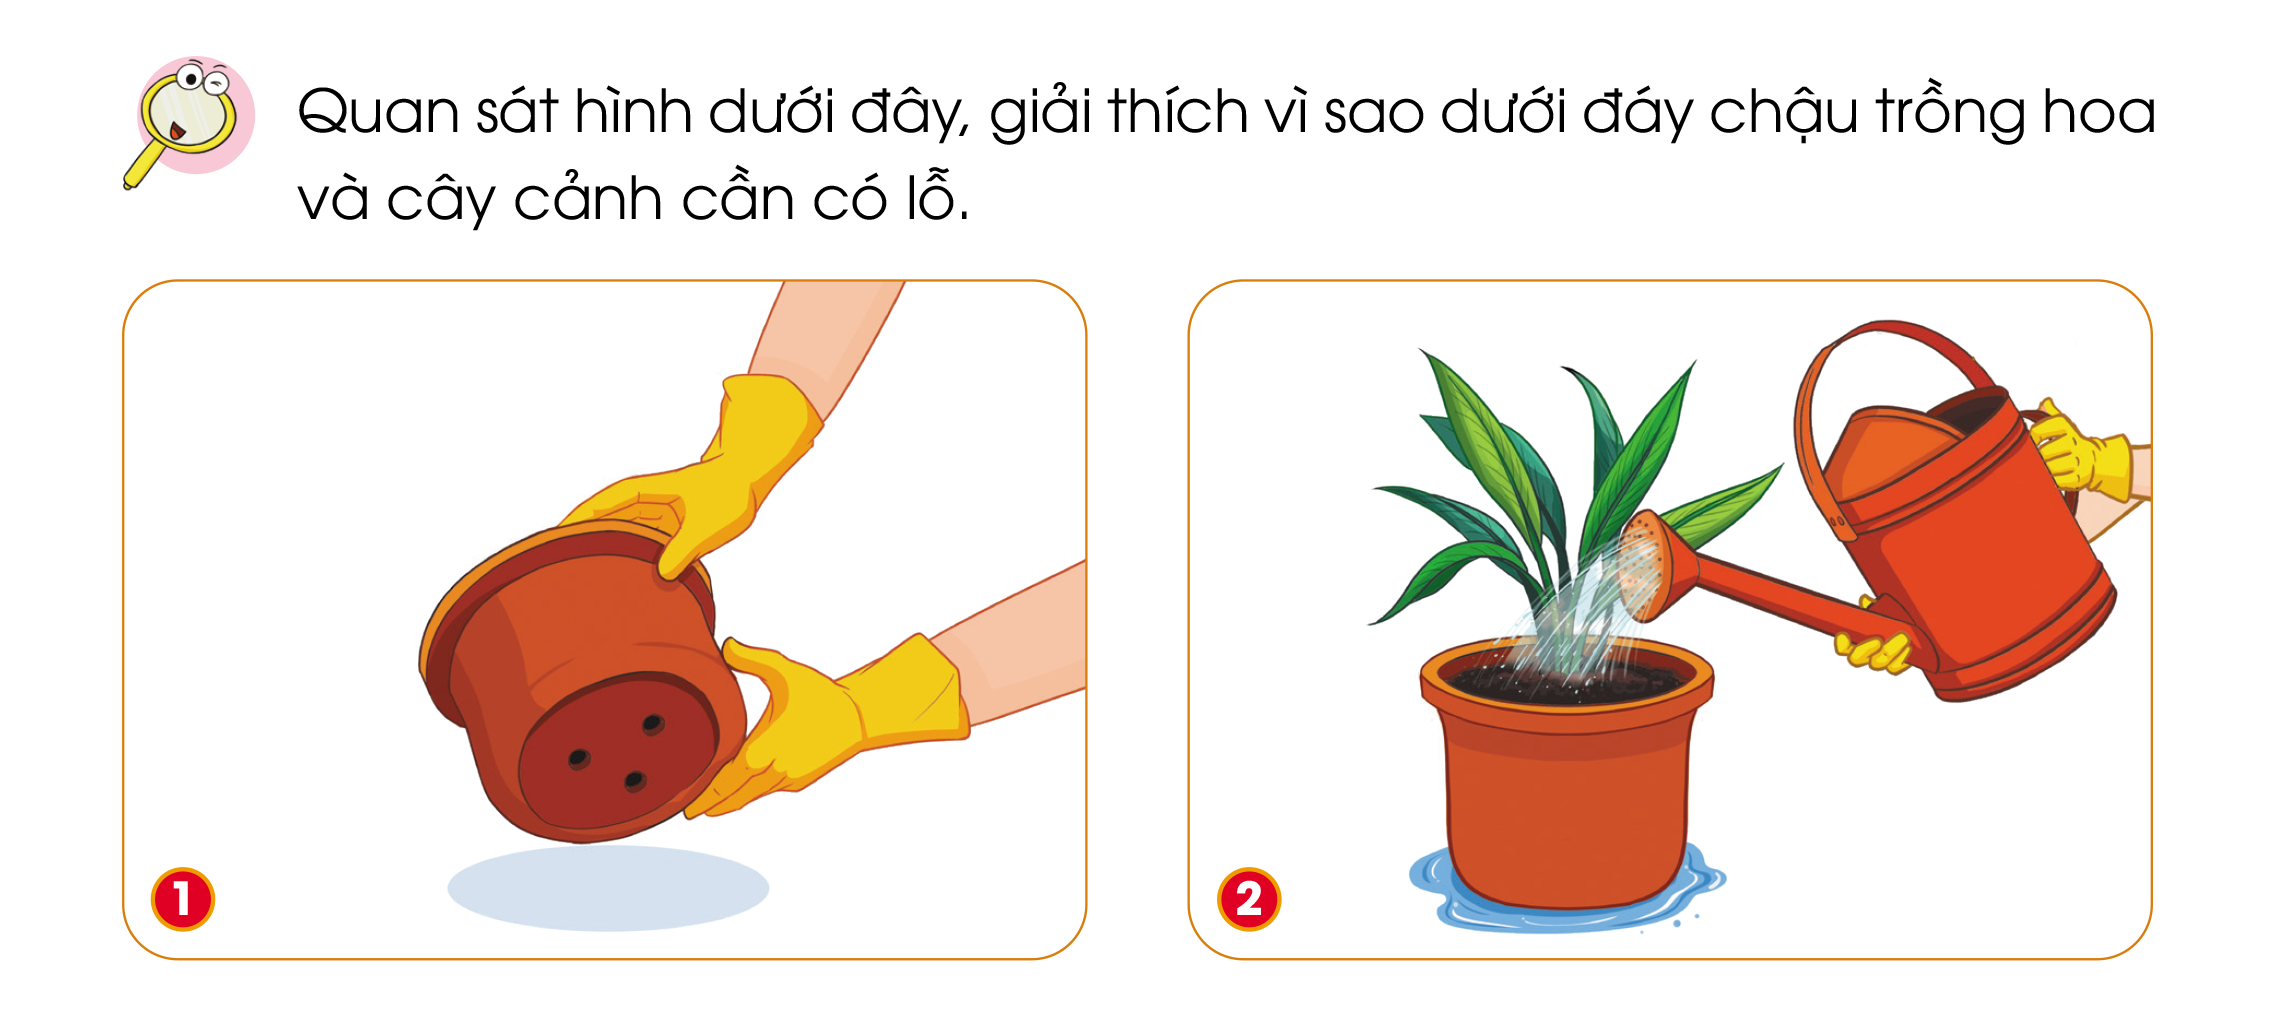 Quan sát hình dưới đây, giải thích vì sao dưới đáy chậu trồng hoa
và cây cảnh cần có lỗ.
1
2